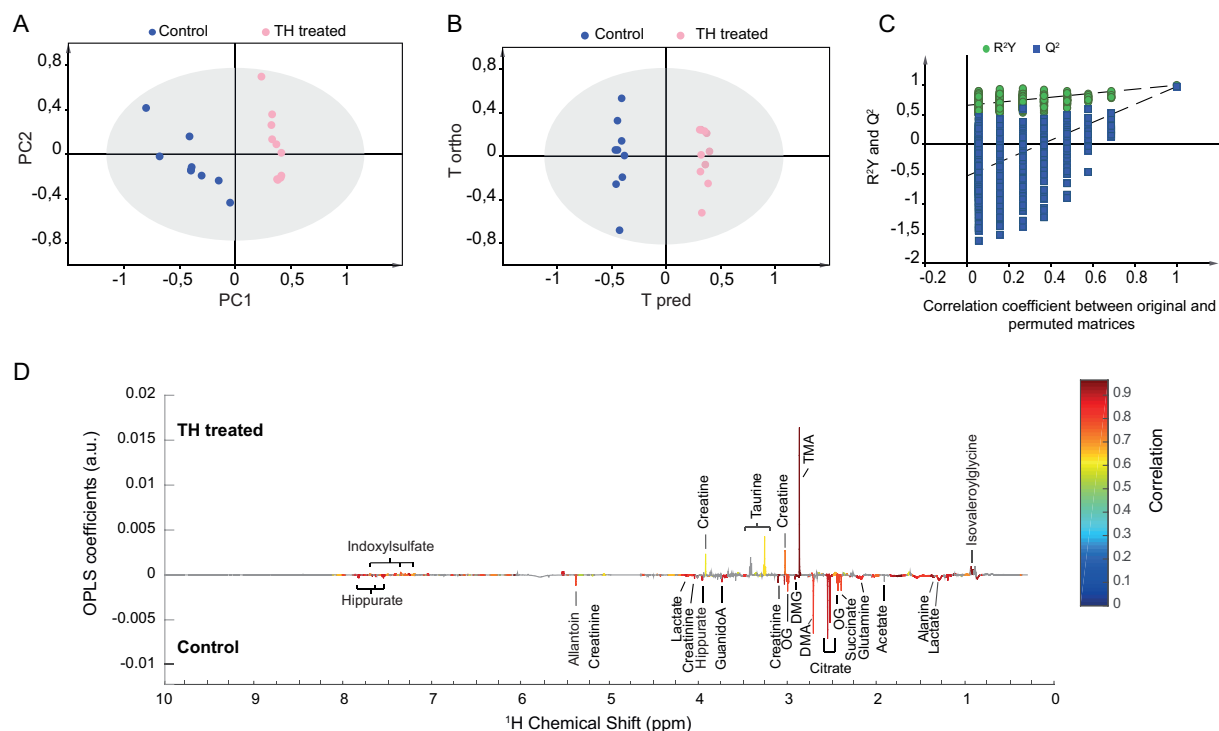 A
Control
TH treated
0,8
0,4
0
-0,4
-0,8
PC2
-1
-0,5
0
0,5
1
PC1
B
Control
TH treated
0,8
0,4
0
-0,4
-0,8
T ortho
-1
-0,5
0
0,5
1
T pred
C
R²Y
Q²
1
0,5
0
-0,5
-1
-1,5
-2
R²Y and Q²
-0.2
0
0.2
0.4
0.6
0.8
1
Correlation coefficient between original and
permuted matrices
D
0.02
0.015
0.01
0.005
0
-0.005
-0.01
OPLS coefficients (a.u.)
TH treated
Control
Indoxylsulfate
Hippurate
Allantoin
Creatinine
Lactate
Creatinine
Hippurate
GuanidoA
Creatine
Taurine
Creatine
TMA
Creatinine
OG
DMG
DMA
Citrate
OG
Succinate
Glutamine
Acetate
Alanine
Lactate
Isovaleroylglycine
10
9
8
7
6
5
4
3
2
1
0
¹H Chemical Shift (ppm)
0.9
0.8
0.7
0.6
0.5
0.4
0.3
0.2
0.1
0
Correlation